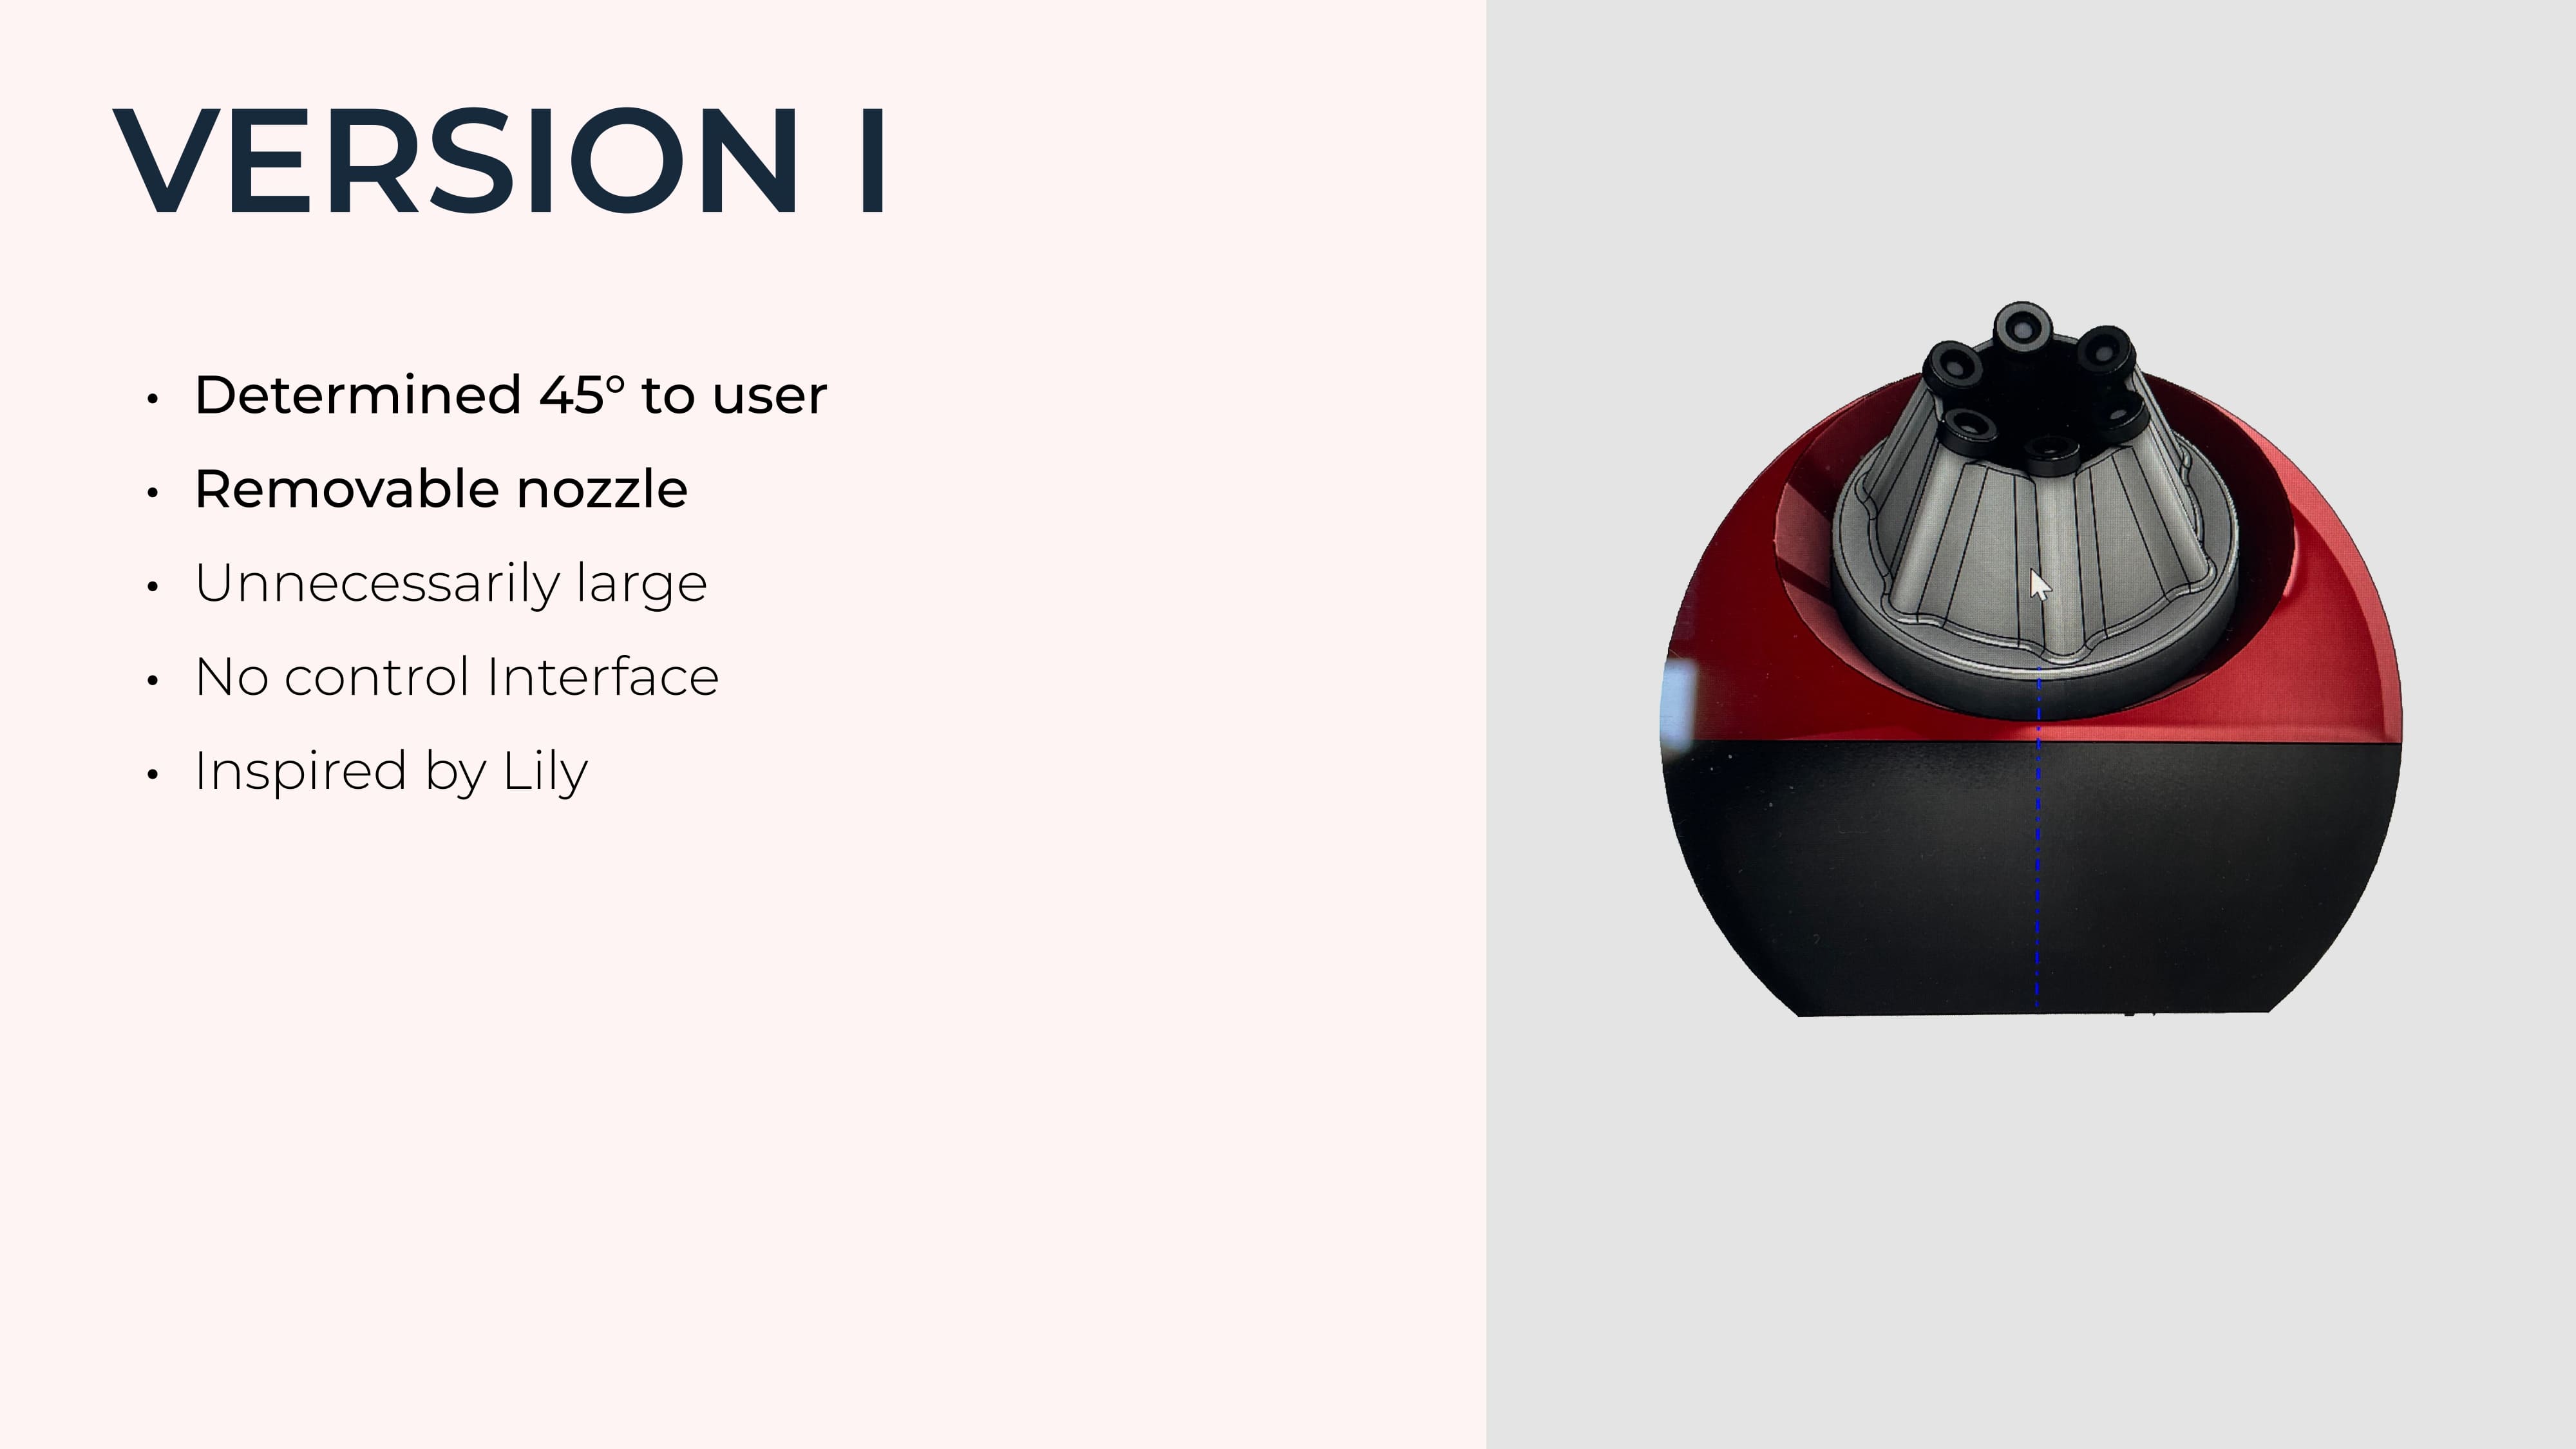 VERSION I
• Determined 45° to user
• Removable nozzle
• Unnecessarily large
• No control Interface
• Inspired by Lily